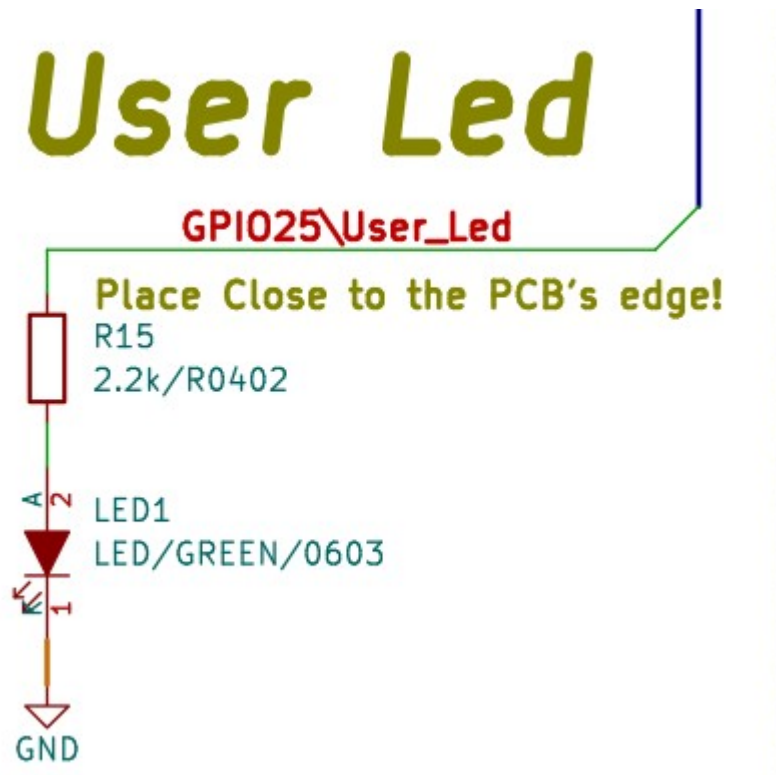 User Led
GPIO25\User_Led
Place Close to the PCB's edge!
R15
2.2k/R0402
A
2
LED1
LED/GREEN/0603
K
1
GND